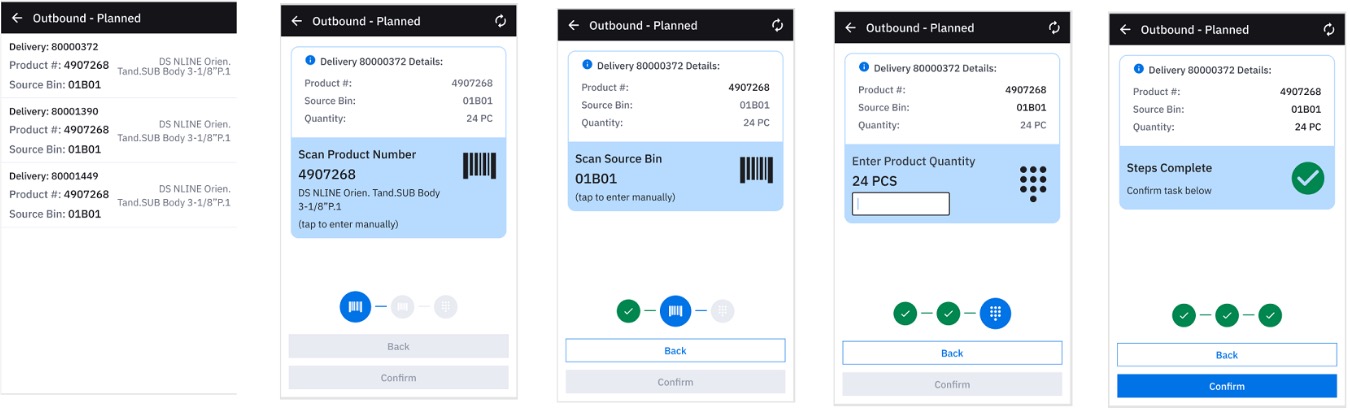 Outbound - Planned
Delivery: 80000372
Product #: 4907268 DS NLINE Orien.
Tand.SUB Body 3-1/8"P.1
Source Bin: 01B01
Delivery: 80001390
Product #: 4907268 DS NLINE Orien.
Tand.SUB Body 3-1/8"P.1
Source Bin: 01B01
Delivery: 80001449
Product #: 4907268 DS NLINE Orien.
Tand.SUB Body 3-1/8"P.1
Source Bin: 01B01
Outbound - Planned
Delivery 80000372 Details:
Product #: 4907268
Source Bin: 01B01
Quantity: 24 PC
Scan Product Number
4907268
DS NLINE Orien. Tand.SUB Body
3-1/8"P.1
(tap to enter manually)
Back
Confirm
Outbound - Planned
Delivery 80000372 Details:
Product #: 4907268
Source Bin: 01B01
Quantity: 24 PC
Scan Source Bin
01B01
(tap to enter manually)
Back
Confirm
Outbound - Planned
Delivery 80000372 Details:
Product #: 4907268
Source Bin: 01B01
Quantity: 24 PC
Enter Product Quantity
24 PCS
Back
Confirm
Outbound - Planned
Delivery 80000372 Details:
Product #: 4907268
Source Bin: 01B01
Quantity: 24 PC
Steps Complete
Confirm task below
Back
Confirm